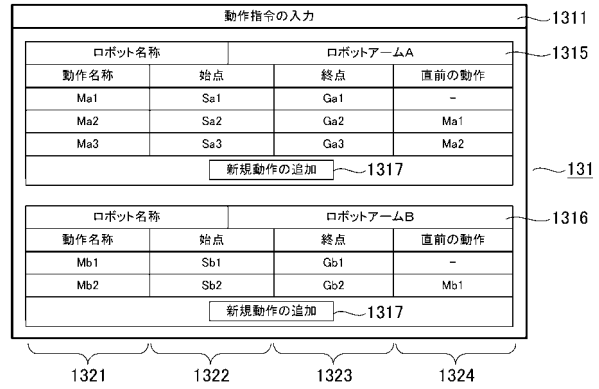 動作指令の入力 1311
ロボット名称 ロボットアームA 1315
動作名称 始点 終点 直前の動作
Ma1 Sa1 Ga1 -
Ma2 Sa2 Ga2 Ma1
Ma3 Sa3 Ga3 Ma2
新規動作の追加 1317
131
ロボット名称 ロボットアームB 1316
動作名称 始点 終点 直前の動作
Mb1 Sb1 Gb1 -
Mb2 Sb2 Gb2 Mb1
新規動作の追加 1317
1321 1322 1323 1324